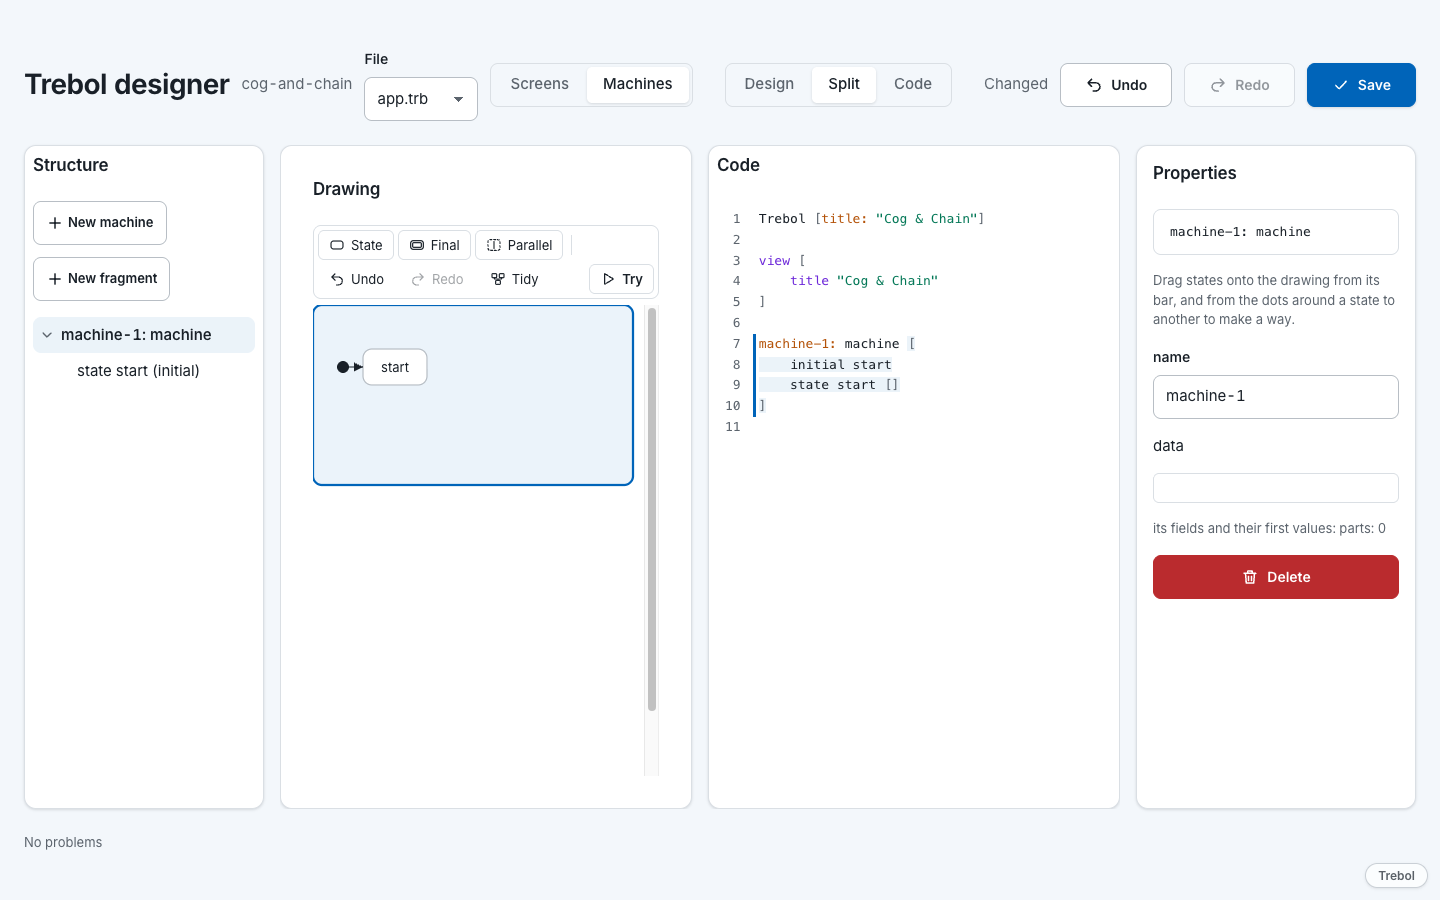 Trebol designer cog-and-chain
File
app.trb
Screens Machines
Design Split Code
Changed
Undo
Redo
Save
Structure
New machine
New fragment
machine-1: machine
state start (initial)
Drawing
State Final Parallel
Undo Redo Tidy Try
start
Code
1 Trebol [title: "Cog & Chain"]
2
3 view [
4 title "Cog & Chain"
5 ]
6
7 machine-1: machine [
8 initial start
9 state start []
10 ]
11
Properties
machine-1: machine
Drag states onto the drawing from its
bar, and from the dots around a state to
another to make a way.
name
machine-1
data
its fields and their first values: parts: 0
Delete
No problems
Trebol